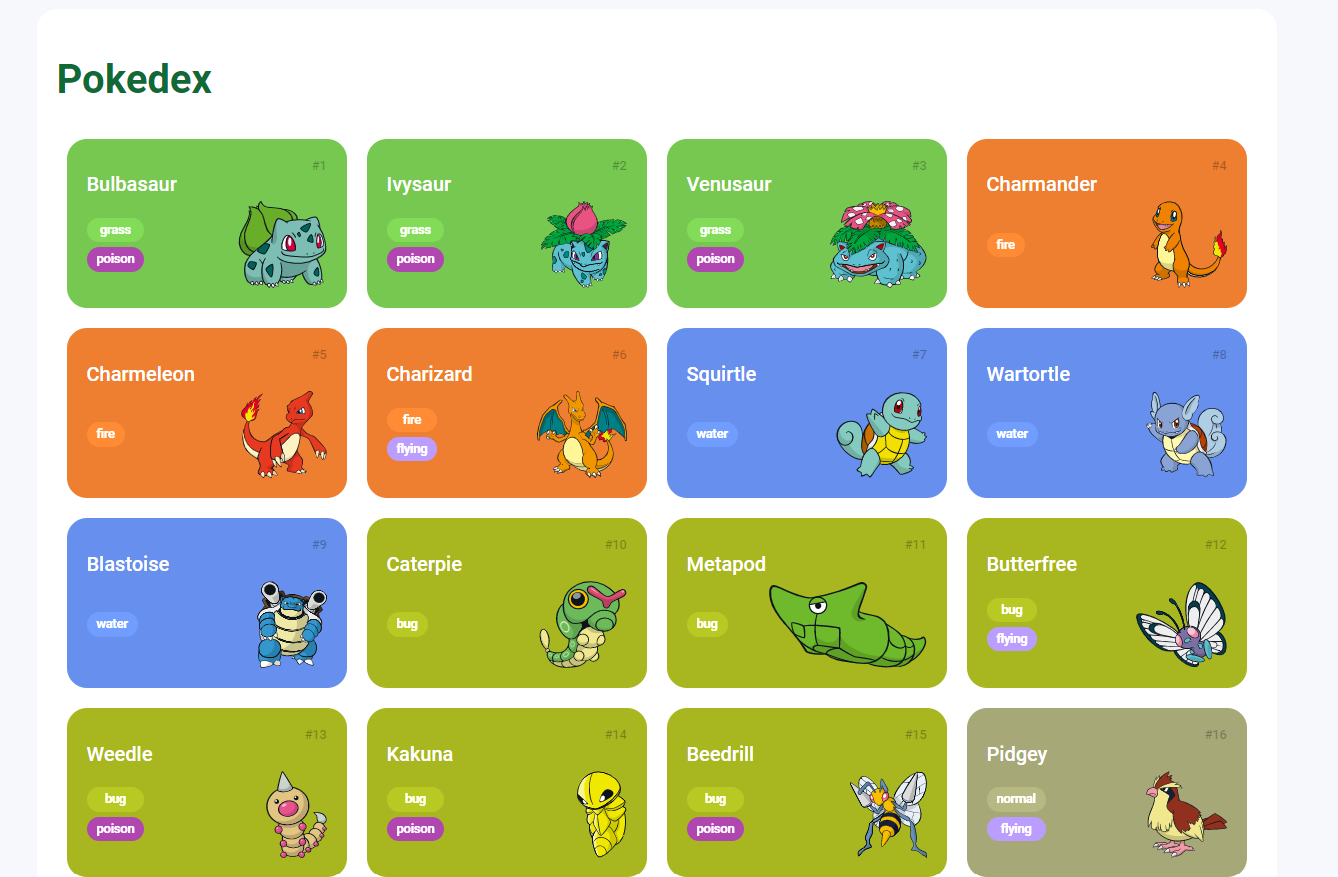 Pokedex
#1
Bulbasaur
grass
poison
#2
Ivysaur
grass
poison
#3
Venusaur
grass
poison
#4
Charmander
fire
#5
Charmeleon
fire
#6
Charizard
fire
flying
#7
Squirtle
water
#8
Wartortle
water
#9
Blastoise
water
#10
Caterpie
bug
#11
Metapod
bug
#12
Butterfree
bug
flying
#13
Weedle
bug
poison
#14
Kakuna
bug
poison
#15
Beedrill
bug
poison
#16
Pidgey
normal
flying